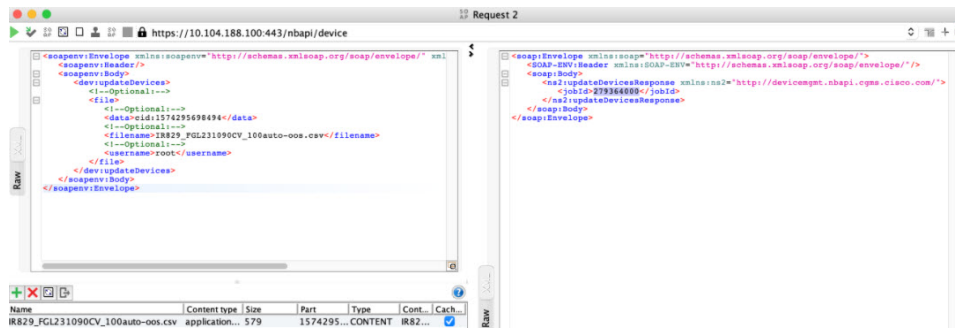 Request 2
https://10.104.188.100:443/nbapi/device
<soapenv:Envelope xmlns:soapenv="http://schemas.xmlsoap.org/soap/envelope/" xml
<soapenv:Header/>
<soapenv:Body>
<dev:updateDevices>
<!--Optional:-->
<file>
<!--Optional:-->
<data>cid:1574295698494</data>
<!--Optional:-->
<filename>IR829_FGL231090CV_100auto-oos.csv</filename>
<!--Optional:-->
<username>root</username>
</file>
</dev:updateDevices>
</soapenv:Body>
</soapenv:Envelope>
Raw
Name Content type Size Part Type Cont... Cach...
R829_FGL231090CV_100auto-oos.csv application... 579 1574295... CONTENT IR82...
<soap:Envelope xmlns:soap="http://schemas.xmlsoap.org/soap/envelope/">
<SOAP-ENV:Header xmlns:SOAP-ENV="http://schemas.xmlsoap.org/soap/envelope/"/>
<soap:Body>
<ns2:updateDevicesResponse xmlns:ns2="http://devicemgmt.nbapi.cgms.cisco.com/">
<jobId>279364000</jobId>
</ns2:updateDevicesResponse>
</soap:Body>
</soap:Envelope>
Raw